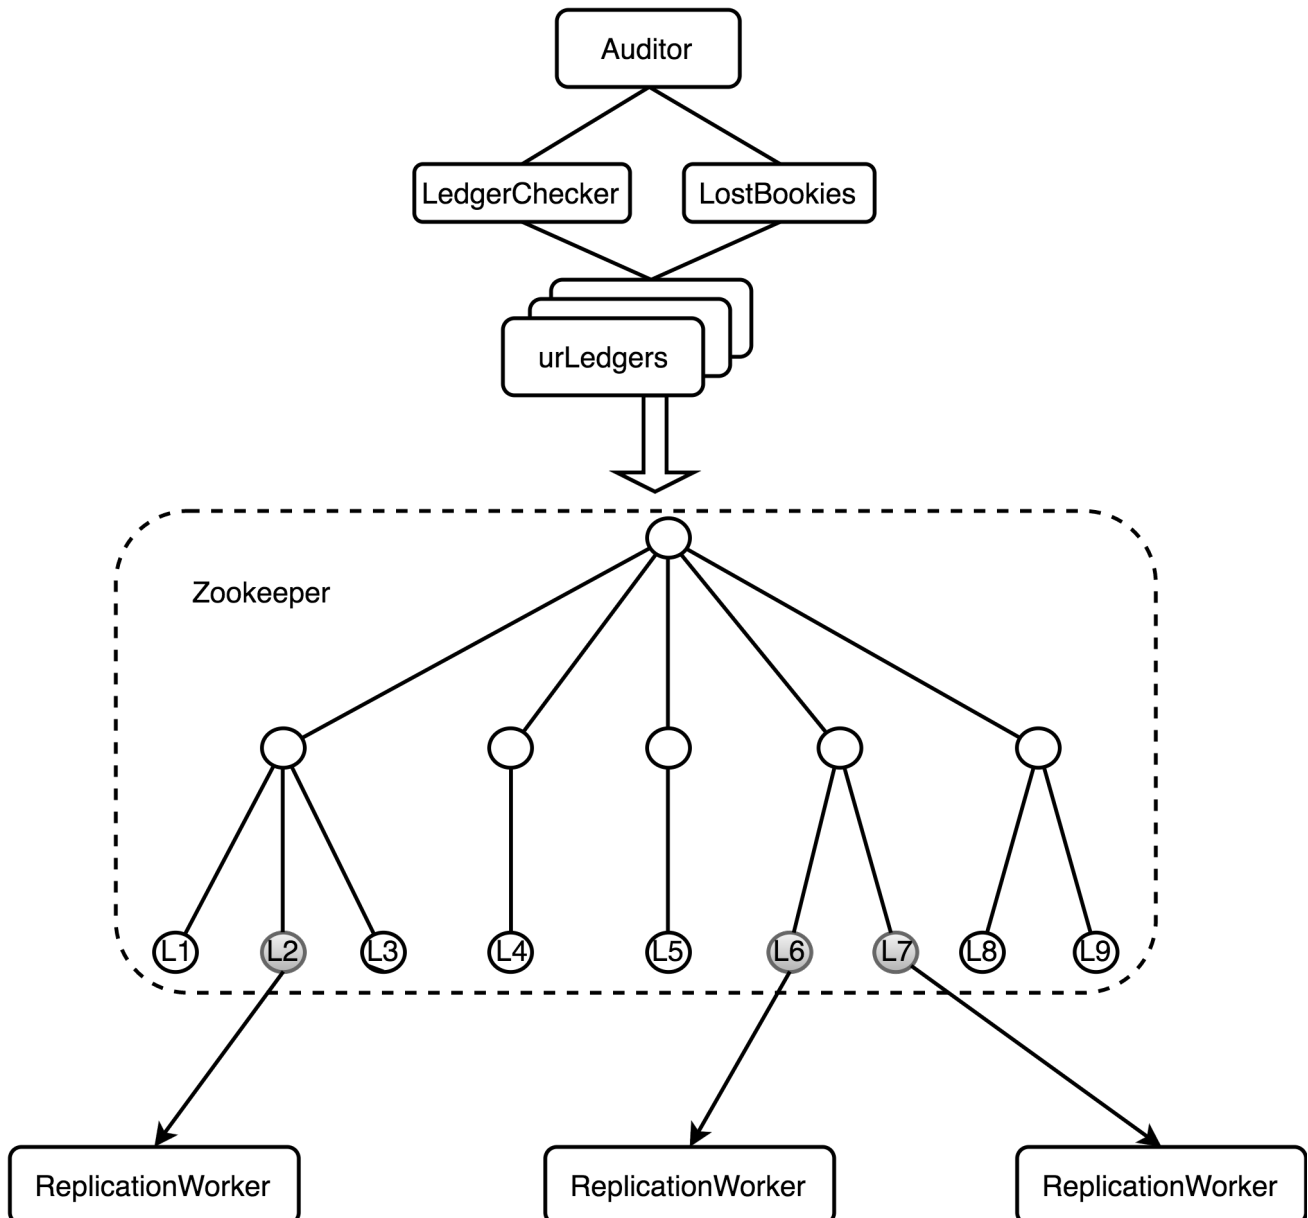 Auditor
LedgerChecker
LostBookies
urLedgers
Zookeeper
L1
L2
L3
L4
L5
L6
L7
L8
L9
ReplicationWorker
ReplicationWorker
ReplicationWorker